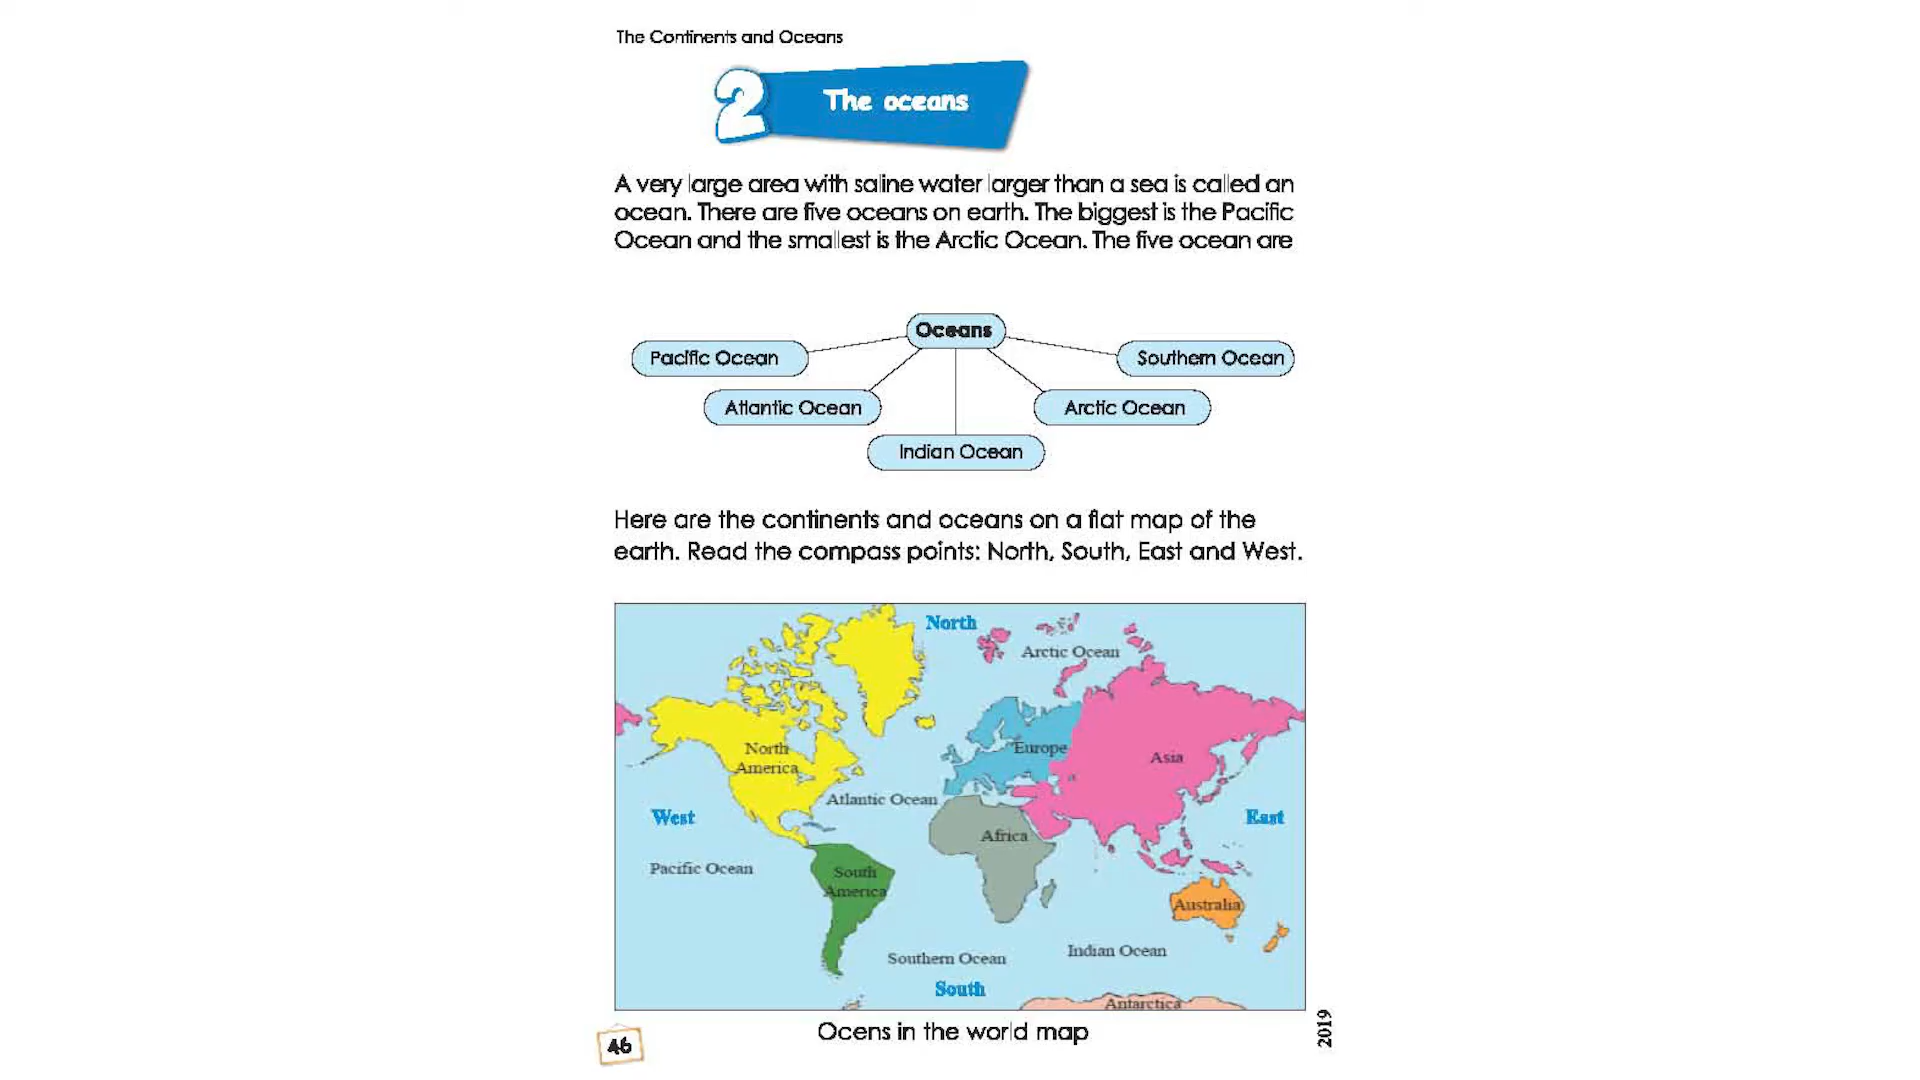 The Continents and Oceans
2 The oceans
A very large area with saline water larger than a sea is called an
ocean. There are five oceans on earth. The biggest is the Pacific
Ocean and the smallest is the Arctic Ocean. The five ocean are
Oceans
Pacific Ocean
Southern Ocean
Atlantic Ocean
Arctic Ocean
Indian Ocean
Here are the continents and oceans on a flat map of the
earth. Read the compass points: North, South, East and West.
North
Arctic Ocean
North
America
Europe
Asia
Atlantic Ocean
West
East
Africa
Pacific Ocean
South
America
Australia
Indian Ocean
Southern Ocean
South
Antarctica
Ocens in the world map
46
2019